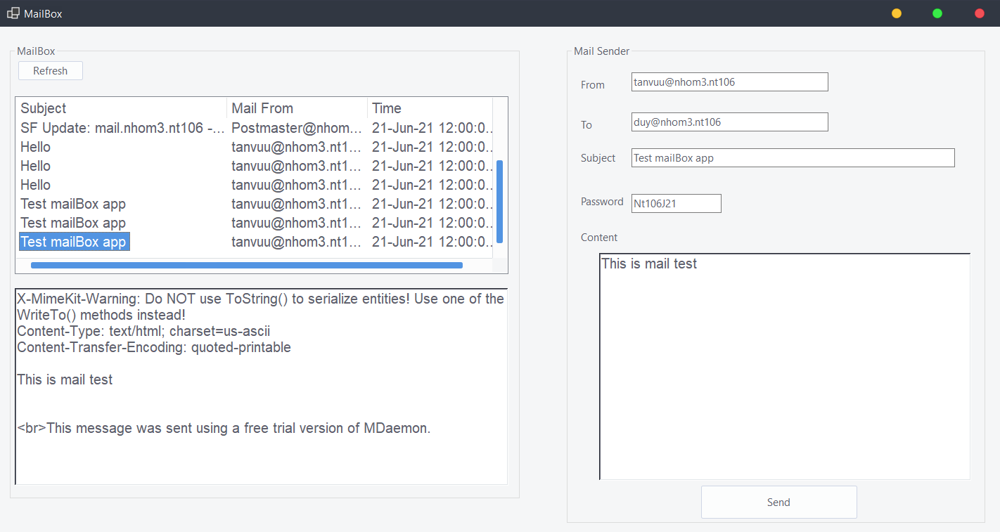 MailBox
MailBox
Refresh
Subject Mail From Time
SF Update: mail.nhom3.nt106 -... Postmaster@nhom... 21-Jun-21 12:00:0..
Hello tanvuu@nhom3.nt1... 21-Jun-21 12:00:0..
Hello tanvuu@nhom3.nt1... 21-Jun-21 12:00:0..
Hello tanvuu@nhom3.nt1... 21-Jun-21 12:00:0..
Test mailBox app tanvuu@nhom3.nt1... 21-Jun-21 12:00:0..
Test mailBox app tanvuu@nhom3.nt1... 21-Jun-21 12:00:0..
Test mailBox app tanvuu@nhom3.nt1... 21-Jun-21 12:00:0..
X-MimeKit-Warning: Do NOT use ToString() to serialize entities! Use one of the
WriteTo() methods instead!
Content-Type: text/html; charset=us-ascii
Content-Transfer-Encoding: quoted-printable
This is mail test
<br>This message was sent using a free trial version of MDaemon.
Mail Sender
From tanvuu@nhom3.nt106
To duy@nhom3.nt106
Subject Test mailBox app
Password Nt106J21
Content
This is mail test
Send